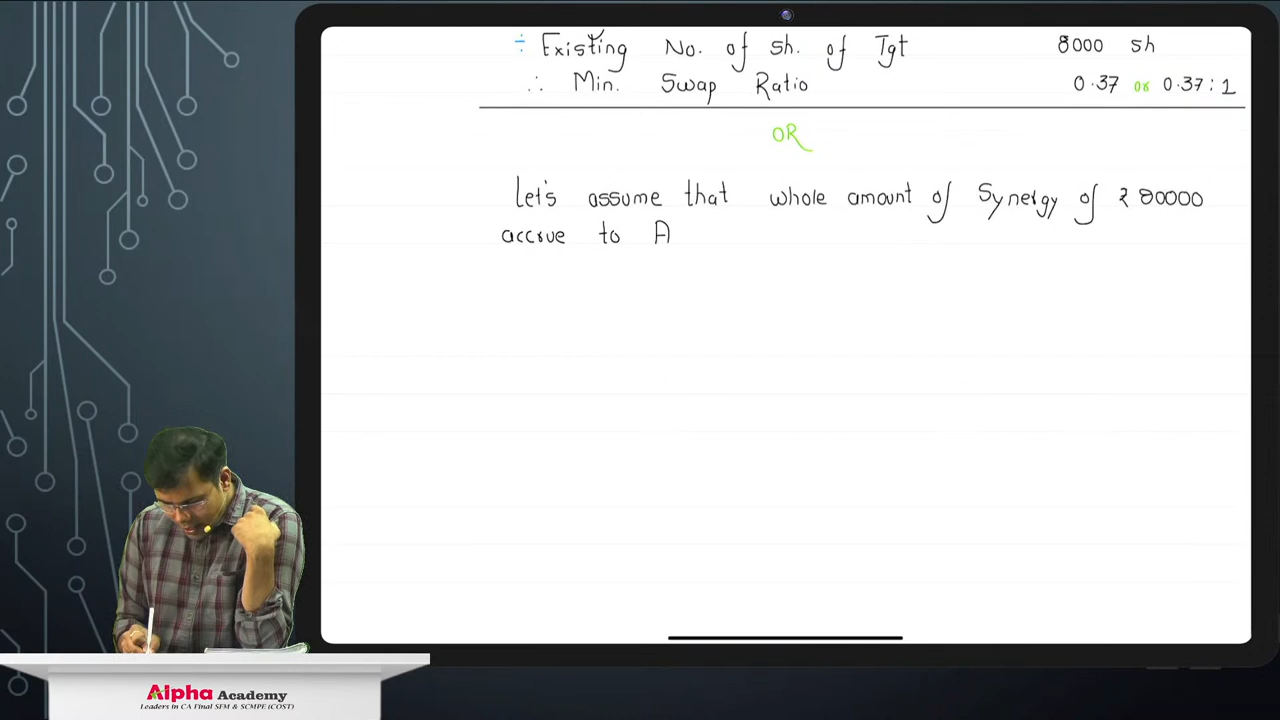 ÷ Existing No. of sh. of Tgt 8000 sh
∴ Min. Swap Ratio 0.37 or 0.37:1
OR
Let's assume that whole amount of Synergy of ₹ 80000
accrue to A
Alpha Academy
Leaders in CA Final SFM & SCMPE (COST)